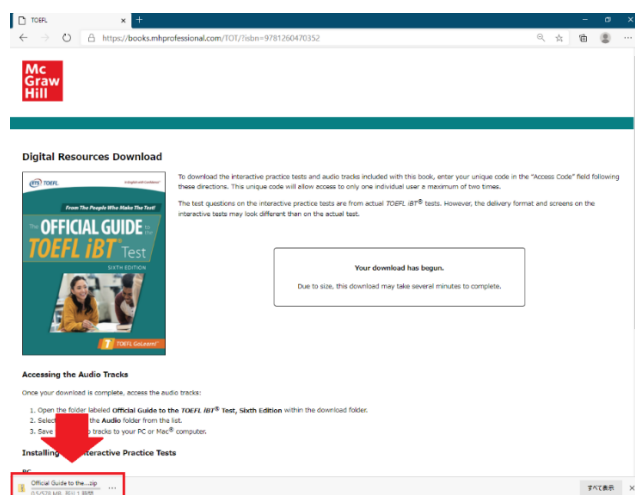 TOEFL
https://books.mhprofessional.com/TOT/?isbn=9781260470352
Mc
Graw
Hill
Digital Resources Download
To download the interactive practice tests and audio tracks included with this book, enter your unique code in the "Access Code" field following
these directions. This unique code will allow access to only one individual user a maximum of two times.
The test questions on the interactive practice tests are from actual TOEFL iBT® tests. However, the delivery format and screens on the
interactive tests may look different than on the actual test.
ETS TOEFL
From The People Who Make The Test!
The OFFICIAL GUIDE to the
TOEFL iBT® Test
SIXTH EDITION
TOEFL GoLearn!
Your download has begun.
Due to size, this download may take several minutes to complete.
Accessing the Audio Tracks
Once your download is complete, access the audio tracks:
1. Open the folder labeled Official Guide to the TOEFL iBT® Test, Sixth Edition within the download folder.
2. Select the Audio folder from the list.
3. Save tracks to your PC or Mac® computer.
Installing Interactive Practice Tests
PC
Official Guide to the....zip
すべて表示